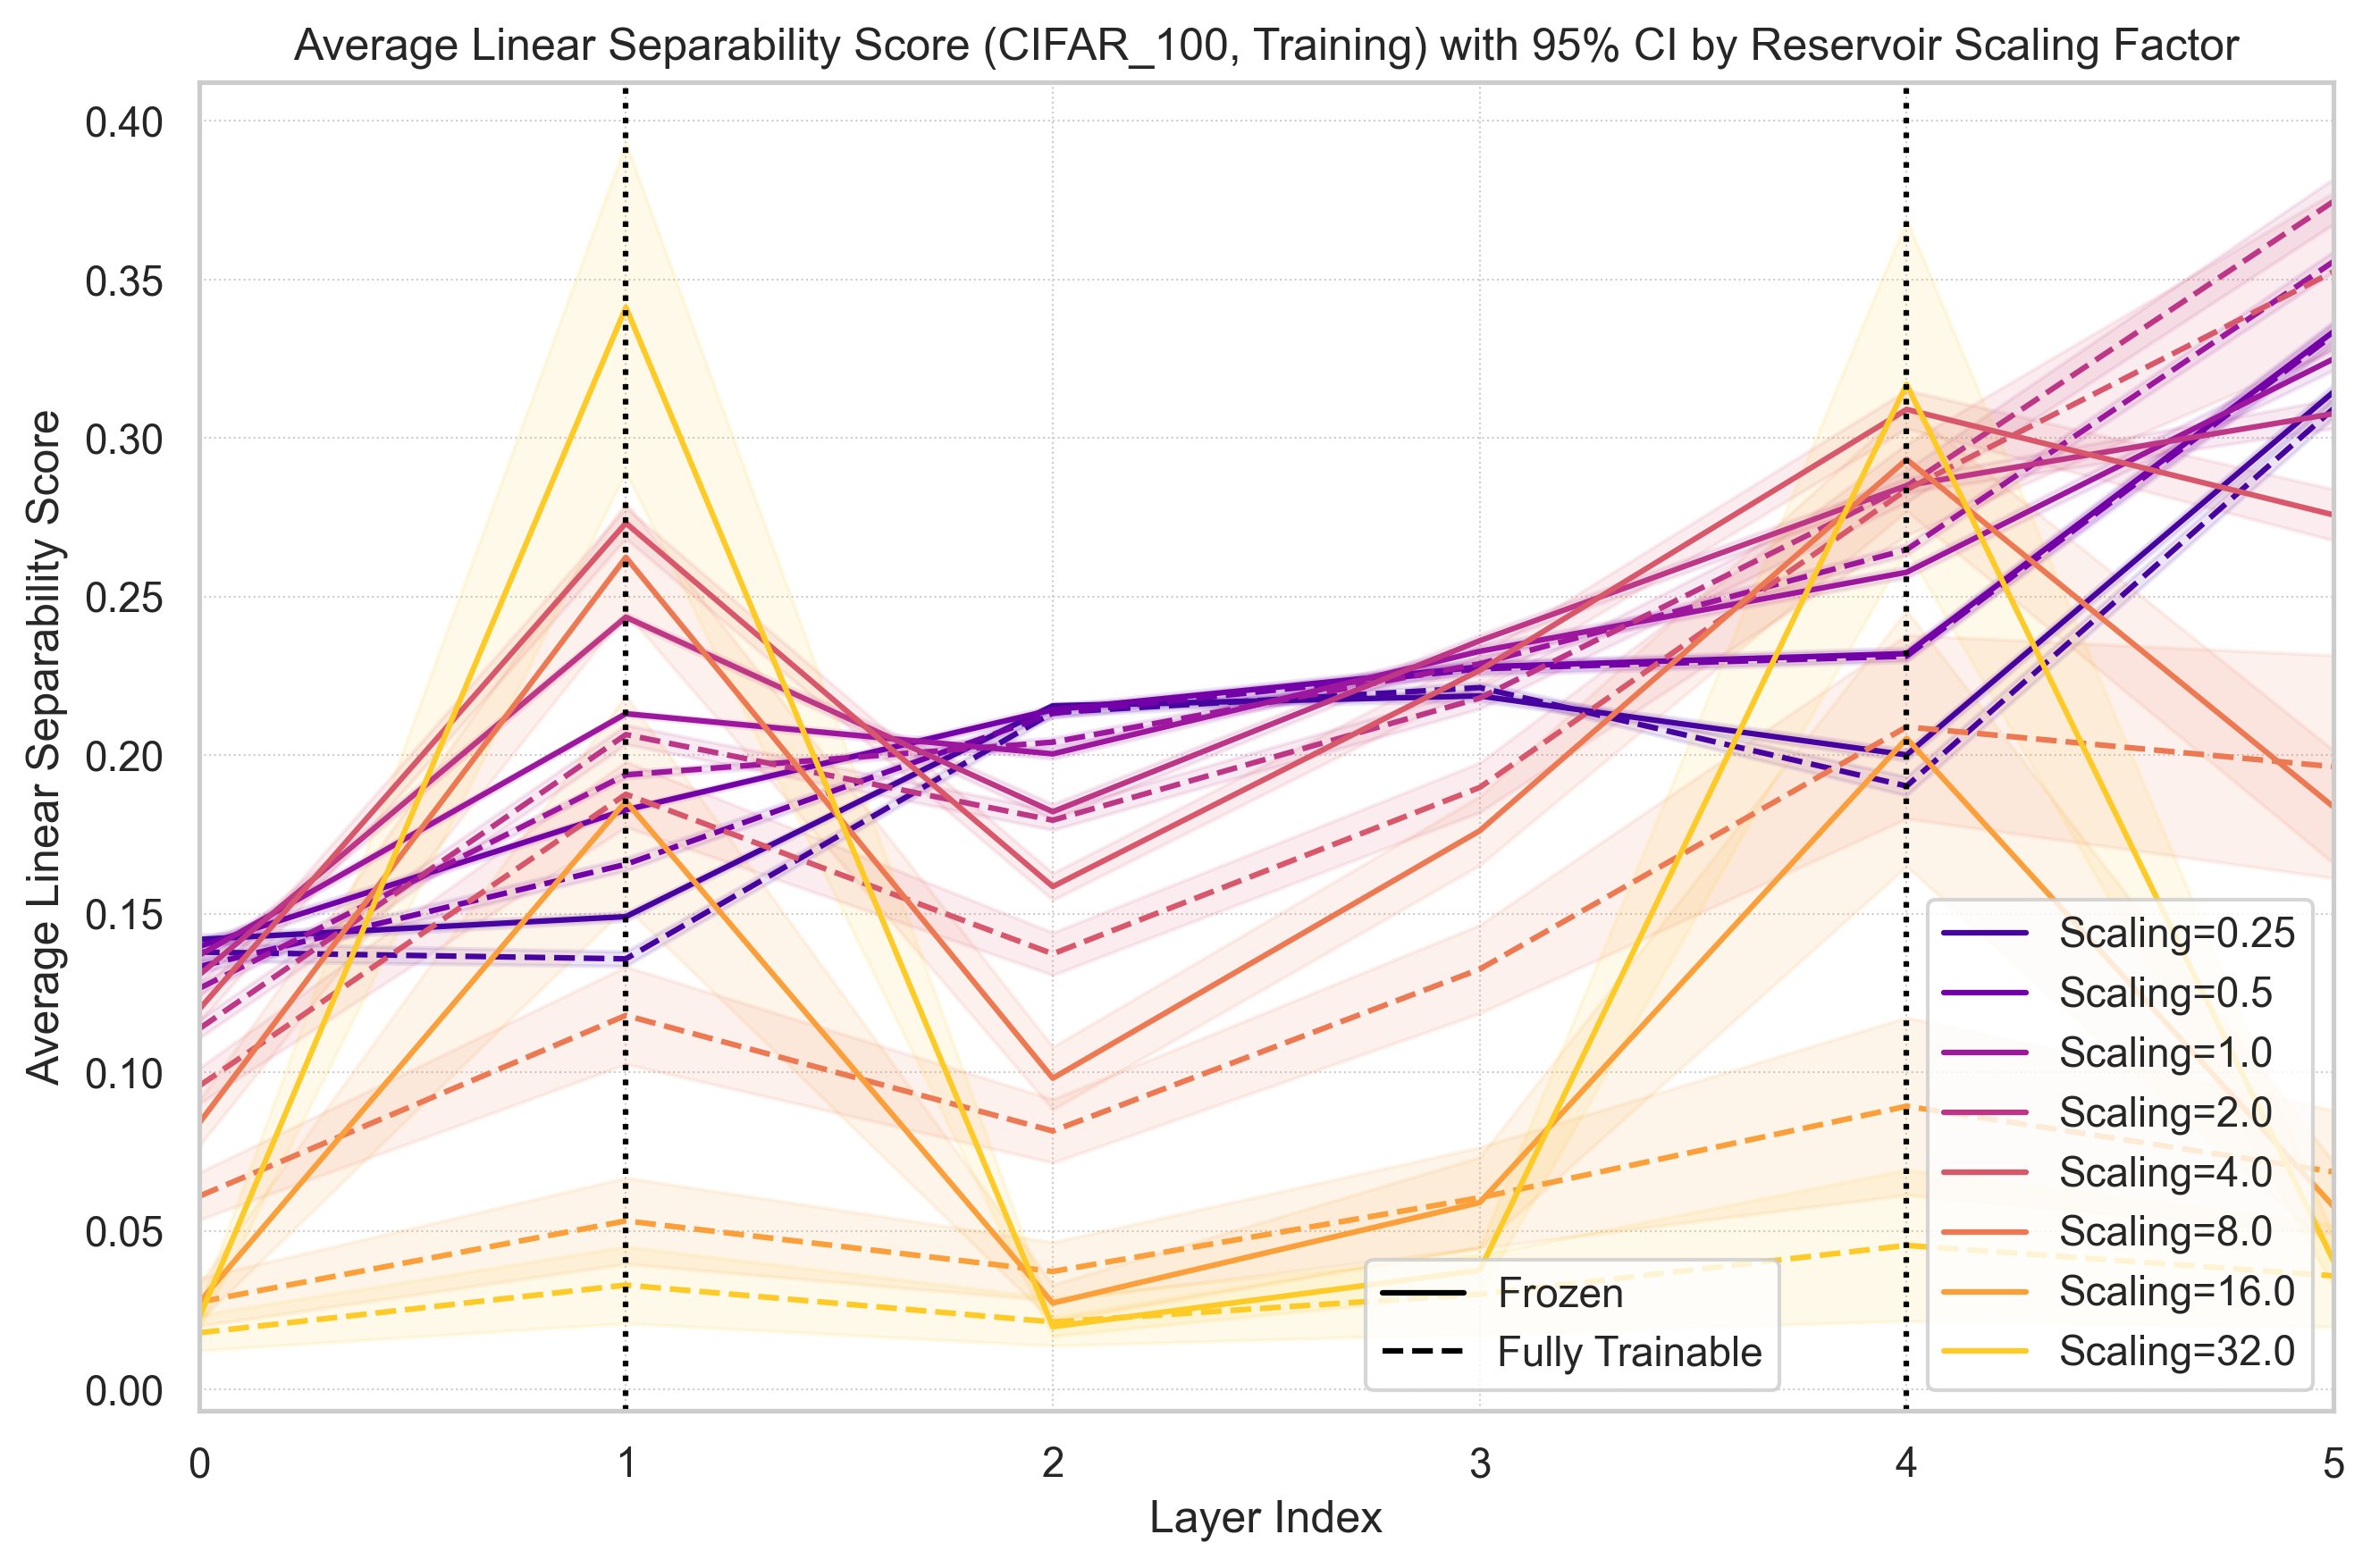 Average Linear Separability Score (CIFAR_100, Training) with 95% CI by Reservoir Scaling Factor
Average Linear Separability Score
0.40
0.35
0.30
0.25
0.20
0.15
0.10
0.05
0.00
0
1
2
3
4
5
Layer Index
Frozen
Fully Trainable
Scaling=0.25
Scaling=0.5
Scaling=1.0
Scaling=2.0
Scaling=4.0
Scaling=8.0
Scaling=16.0
Scaling=32.0